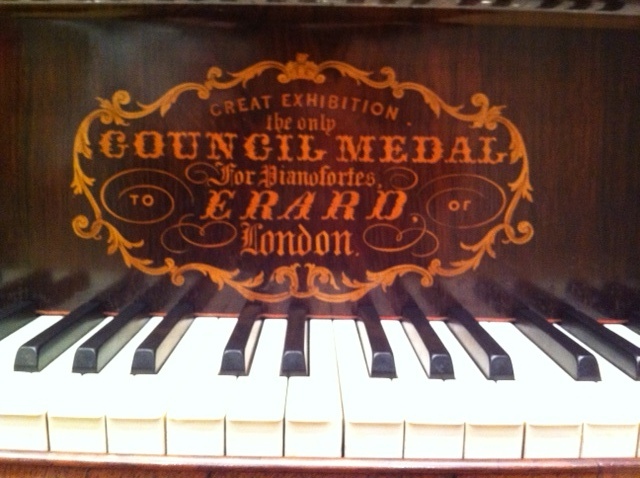 GREAT EXHIBITION
the only
COUNCIL MEDAL
For Pianofortes,
TO ERARD, OF
London.